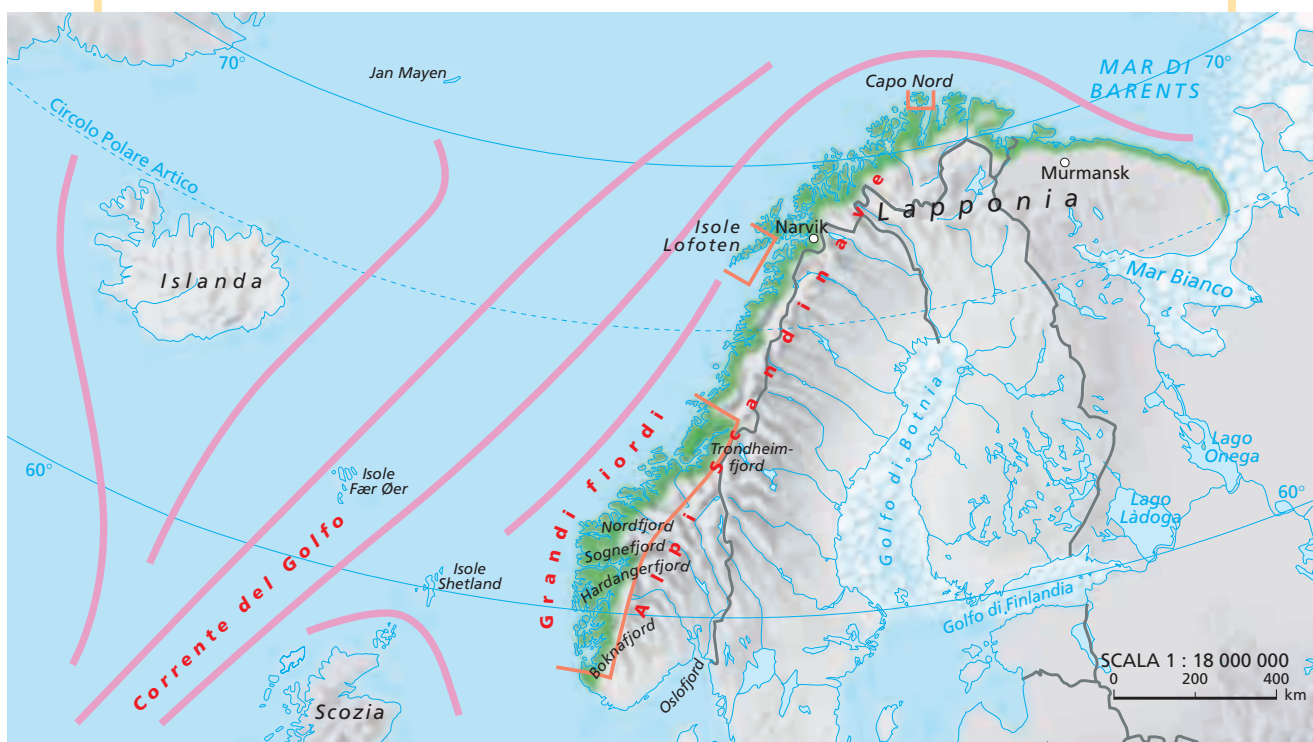 70°
Jan Mayen
Capo Nord
MAR DI
BARENTS
70°
Circolo Polare Artico
Murmansk
Lapponia
Isole
Lofoten
Narvik
Islanda
Mar Bianco
Alpi Scandinave
Grandi fiordi
Trondheim-
fjord
Golfo di Botnia
Lago
Onega
60°
Isole
Fær Øer
60°
Lago
Làdoga
Nordfjord
Sognefjord
Hardangerfjord
Corrente del Golfo
Isole
Shetland
Golfo di Finlandia
Boknafjord
Oslofjord
Scozia
SCALA 1 : 18 000 000
0 200 400
km